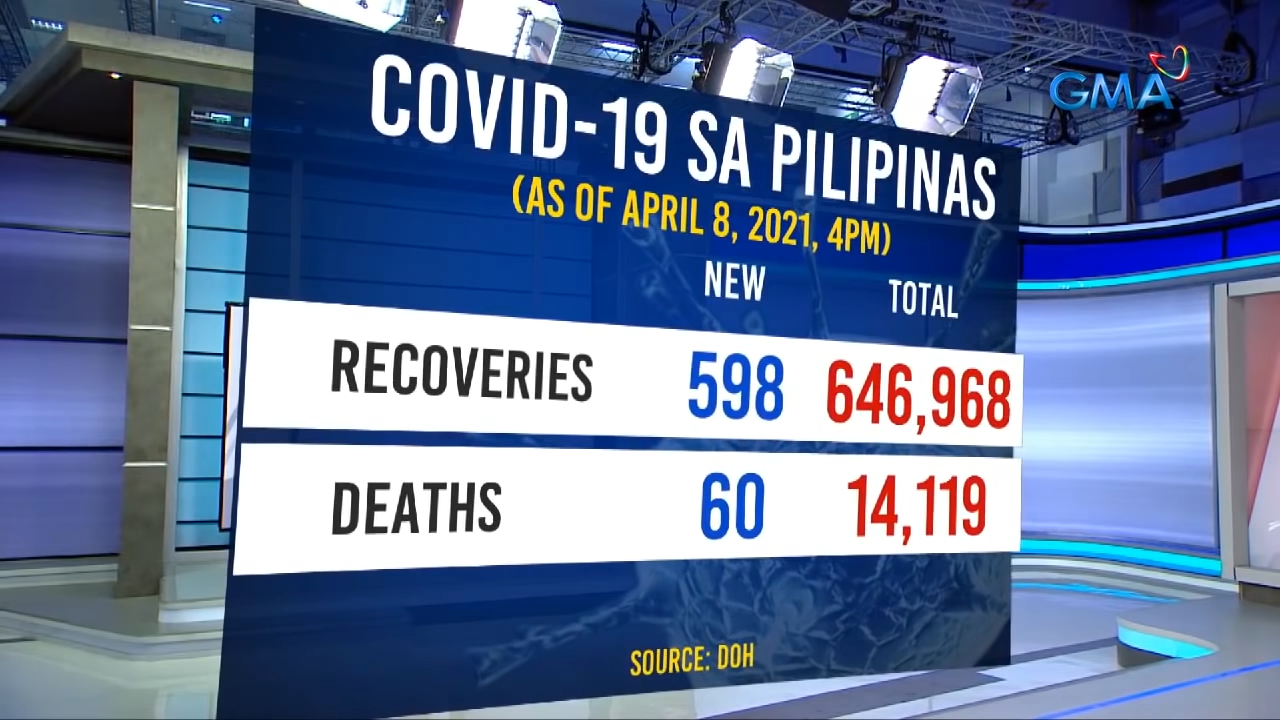 GMA
COVID-19 SA PILIPINAS
(AS OF APRIL 8, 2021, 4PM)
NEW TOTAL
RECOVERIES 598 646,968
DEATHS 60 14,119
SOURCE: DOH